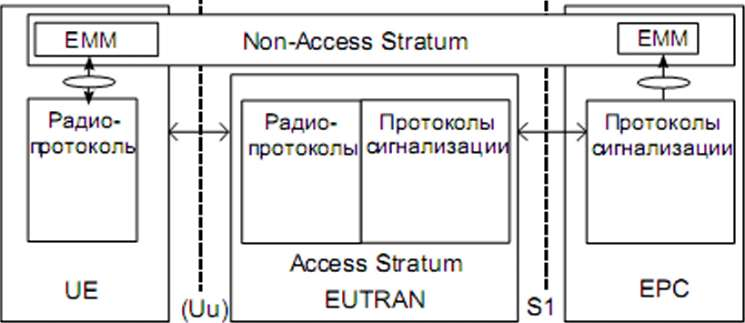 EMM
Non-Access Stratum
EMM
Радио-
протоколь
Радио-
протоколы
Протоколы
сигнализации
Протоколы
сигнализации
Access Stratum
UE
(Uu)
EUTRAN
S1
EPC